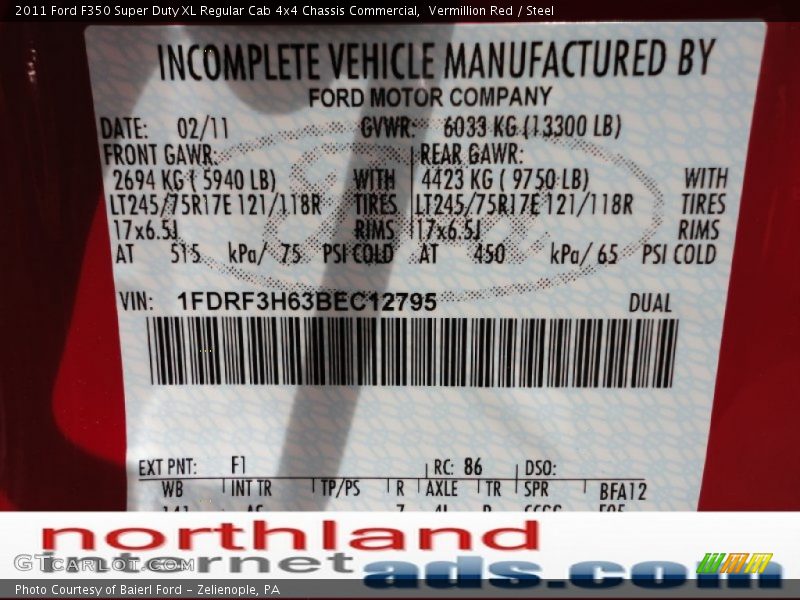 2011 Ford F350 Super Duty XL Regular Cab 4x4 Chassis Commercial, Vermillion Red / Steel
INCOMPLETE VEHICLE MANUFACTURED BY
FORD MOTOR COMPANY
DATE: 02/11 GVWR: 6033 KG (13300 LB)
FRONT GAWR: REAR GAWR:
2694 KG ( 5940 LB) WITH 4423 KG ( 9750 LB) WITH
LT245/75R17E 121/118R TIRES LT245/75R17E 121/118R TIRES
17x6.5J RIMS 17x6.5J RIMS
AT 515 kPa/ 75 PSI COLD AT 450 kPa/ 65 PSI COLD
VIN: 1FDRF3H63BEC12795 DUAL
EXT PNT: F1 RC: 86 DSO:
WB INT TR TP/PS R AXLE TR SPR BFA12
northland
internet
ads.com
GTCARLOT.COM
Photo Courtesy of Baierl Ford - Zelienople, PA